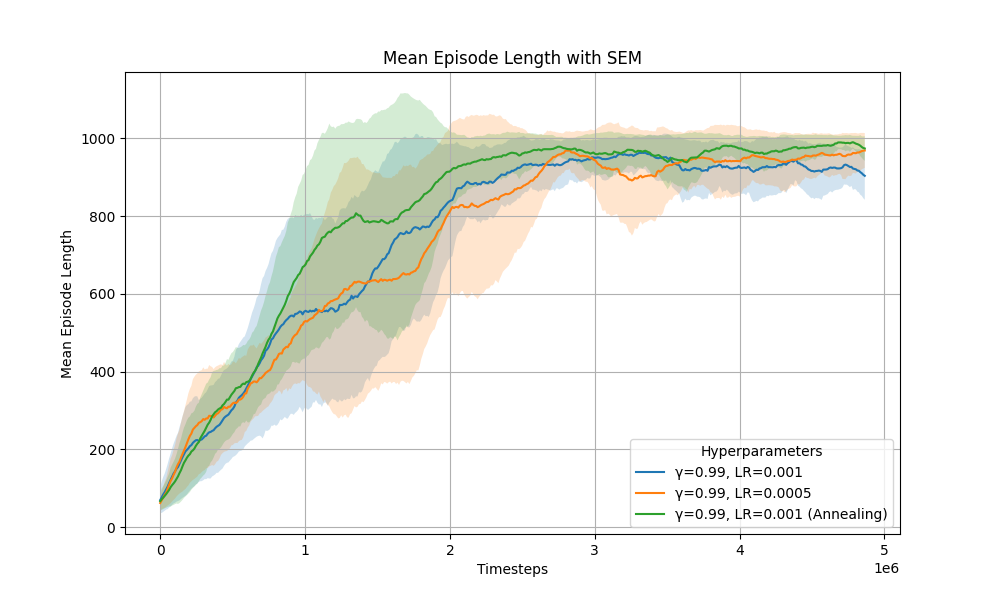 Mean Episode Length with SEM
Mean Episode Length
1000
800
600
400
200
0
Hyperparameters
γ=0.99, LR=0.001
γ=0.99, LR=0.0005
γ=0.99, LR=0.001 (Annealing)
0 1 2 3 4 5
1e6
Timesteps